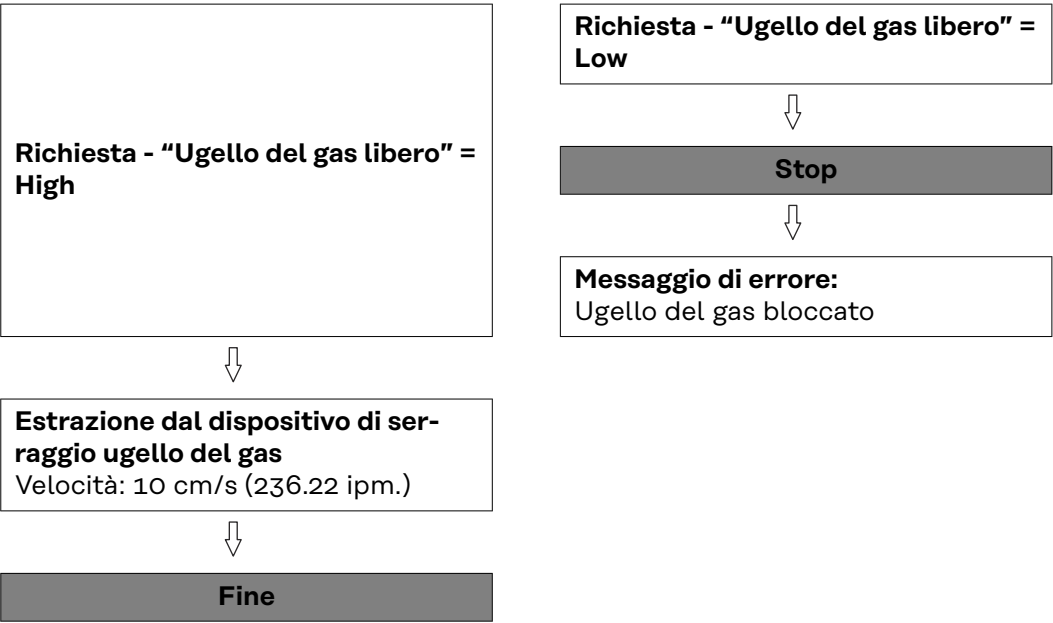 Richiesta - “Ugello del gas libero” =
High
Estrazione dal dispositivo di ser-
raggio ugello del gas
Velocità: 10 cm/s (236.22 ipm.)
Fine
Richiesta - “Ugello del gas libero” =
Low
Stop
Messaggio di errore:
Ugello del gas bloccato